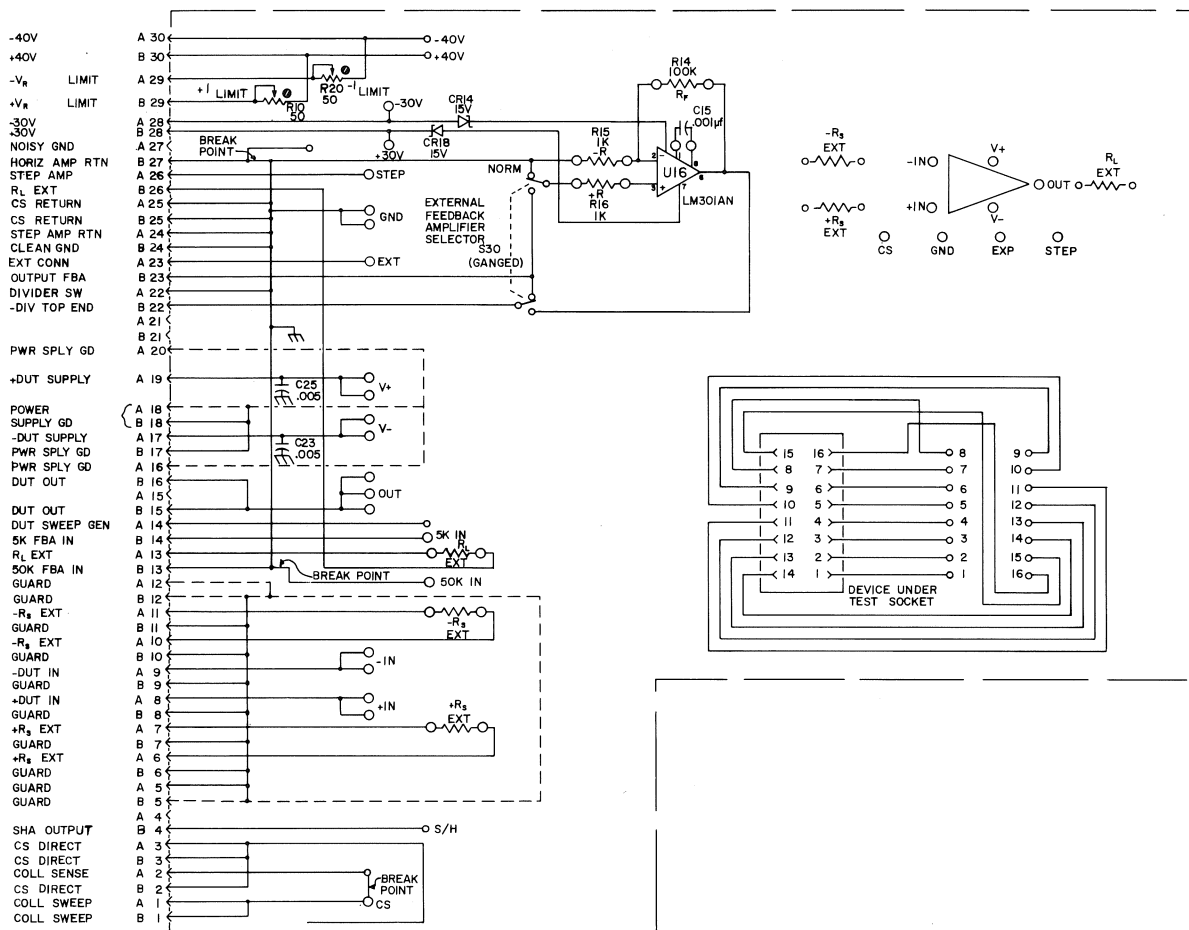 -40V A 30 -40V
+40V B 30 +40V
-VR LIMIT A 29
+VR LIMIT B 29
+I LIMIT
R10
50
R20
50
-I LIMIT
-30V A 28
+30V B 28
-30V
+30V
CR14
15V
CR18
15V
NOISY GND A 27
BREAK
POINT
HORIZ AMP RTN B 27
STEP AMP A 26 STEP
RL EXT B 26
CS RETURN A 25
CS RETURN B 25
GND
STEP AMP RTN A 24
CLEAN GND B 24
EXT CONN A 23 EXT
OUTPUT FBA B 23
DIVIDER SW A 22
-DIV TOP END B 22
A 21
B 21
PWR SPLY GD A 20
+DUT SUPPLY A 19
C25
.005
V+
POWER A 18
SUPPLY GD B 18
-DUT SUPPLY A 17
C23
.005
V-
PWR SPLY GD B 17
PWR SPLY GD A 16
DUT OUT B 16
A 15
OUT
DUT OUT B 15
DUT SWEEP GEN A 14
5K FBA IN B 14 5K IN
RL EXT A 13
RL
EXT
50K FBA IN B 13
BREAK POINT
50K IN
GUARD A 12
GUARD B 12
-Rs EXT A 11
-Rs
EXT
GUARD B 11
-Rs EXT A 10
GUARD B 10
-IN
-DUT IN A 9
GUARD B 9
+DUT IN A 8
+IN
GUARD B 8
+Rs EXT A 7
+Rs
EXT
GUARD B 7
+Rs EXT A 6
GUARD B 6
GUARD A 5
GUARD B 5
A 4
SHA OUTPUT B 4 S/H
CS DIRECT A 3
CS DIRECT B 3
COLL SENSE A 2
CS DIRECT B 2
BREAK
POINT
COLL SWEEP A 1 CS
COLL SWEEP B 1
NORM
EXTERNAL
FEEDBACK
AMPLIFIER
SELECTOR
S30
(GANGED)
R14
100K
RF
C15
.001µf
R15
1K
-R
+R
R16
1K
2 - 1 8
U16 6
3 + 7
LM301AN
-Rs
EXT
+Rs
EXT
-IN
+IN
V+
V-
OUT
RL
EXT
CS GND EXP STEP
15 16 8 9
8 7 7 10
9 6 6 11
10 5 5 12
11 4 4 13
12 3 3 14
13 2 2 15
14 1 1 16
DEVICE UNDER
TEST SOCKET